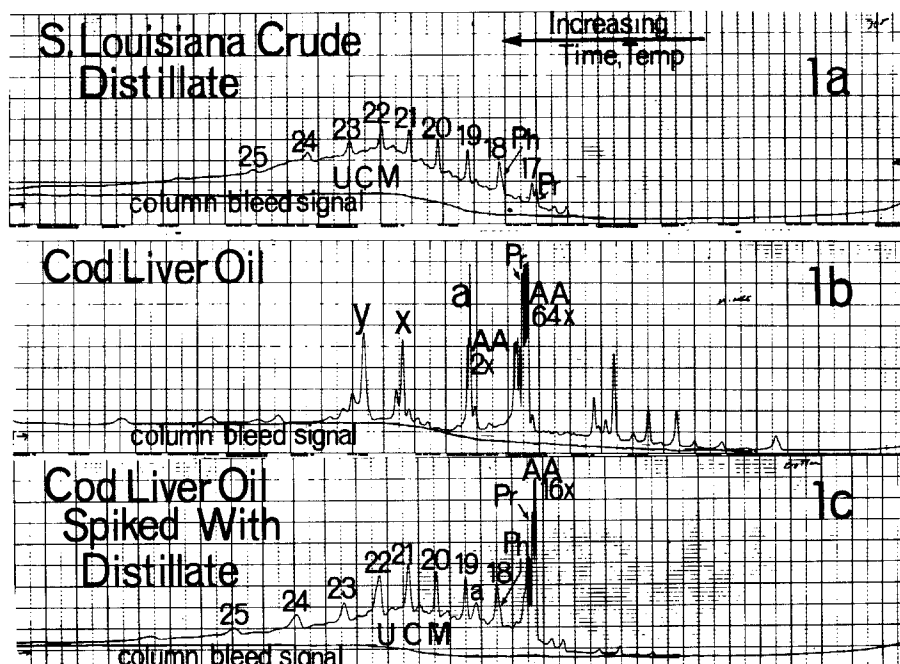 S. Louisiana Crude
Distillate
Increasing
Time, Temp
1a
25 24 23 22 21 20 19 18 Ph
17
Pr
UCM
column bleed signal
Cod Liver Oil
1b
y x a Pr
AA
64x
AA
2x
column bleed signal
Cod Liver Oil
Spiked With
Distillate
1c
AA
16x
Pr
Ph
25 24 23 22 21 20 19 18
a
UCM
column bleed signal